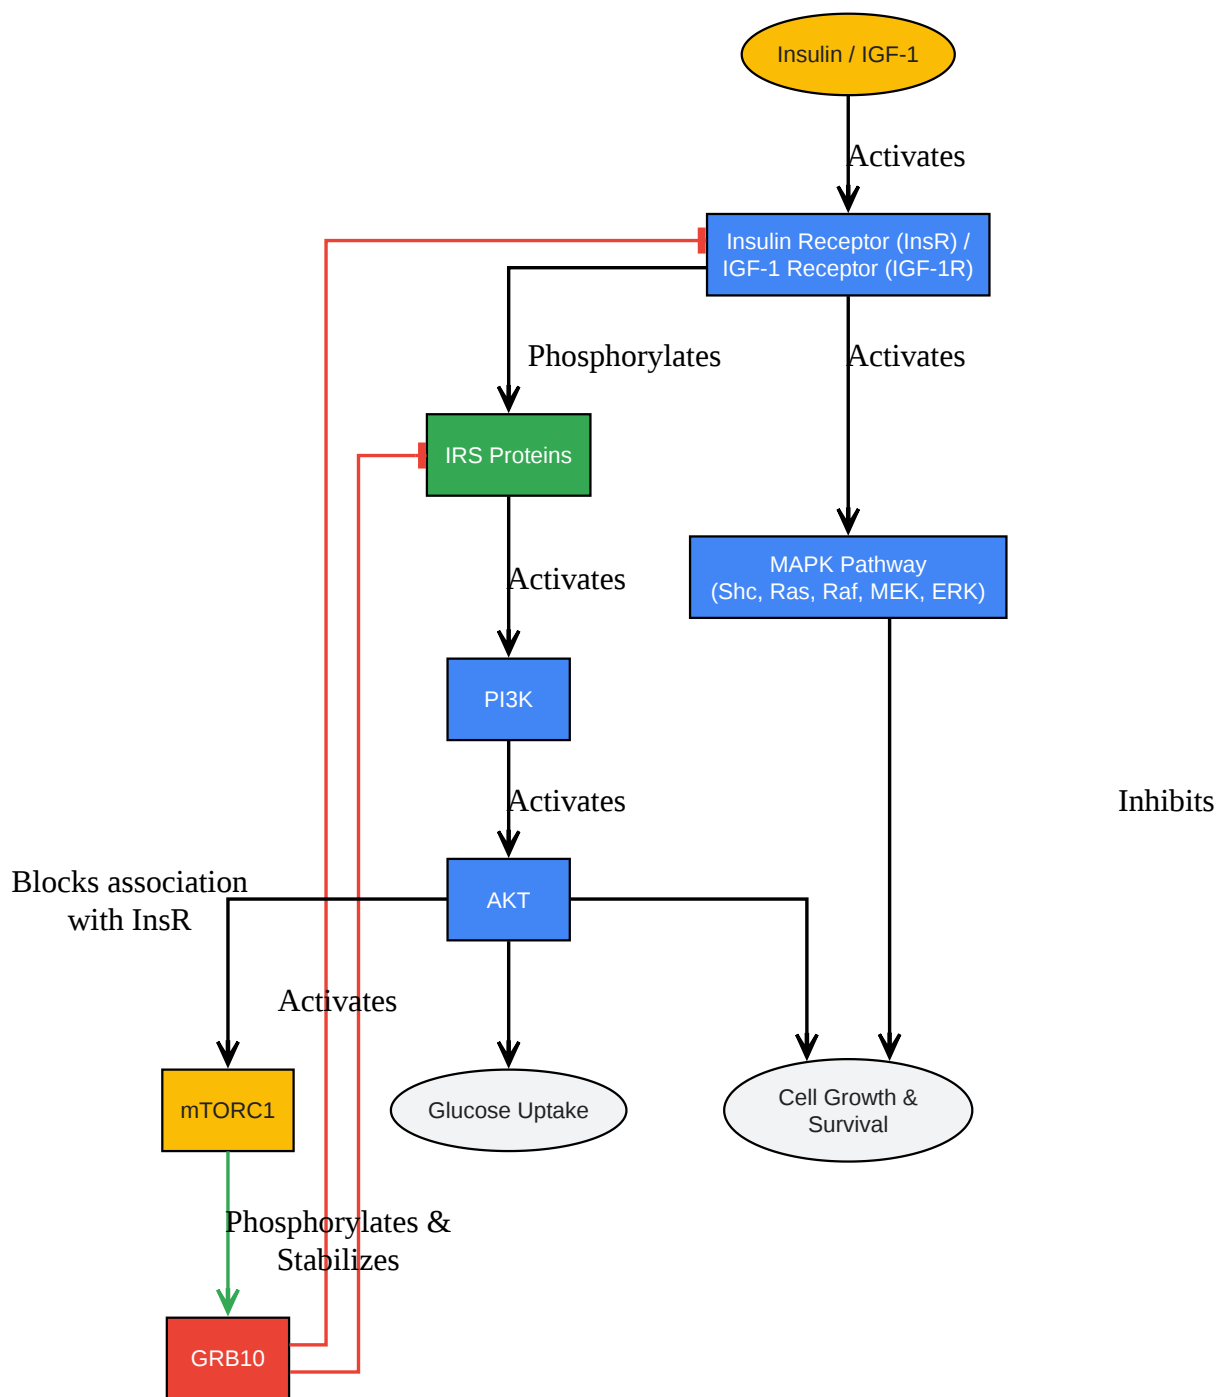 Insulin / IGF-1
Activates
Insulin Receptor (InsR) /
IGF-1 Receptor (IGF-1R)
Phosphorylates
Activates
IRS Proteins
Activates
MAPK Pathway
(Shc, Ras, Raf, MEK, ERK)
PI3K
Activates
Inhibits
Blocks association
with InsR
AKT
Activates
mTORC1
Glucose Uptake
Cell Growth &
Survival
Phosphorylates &
Stabilizes
GRB10